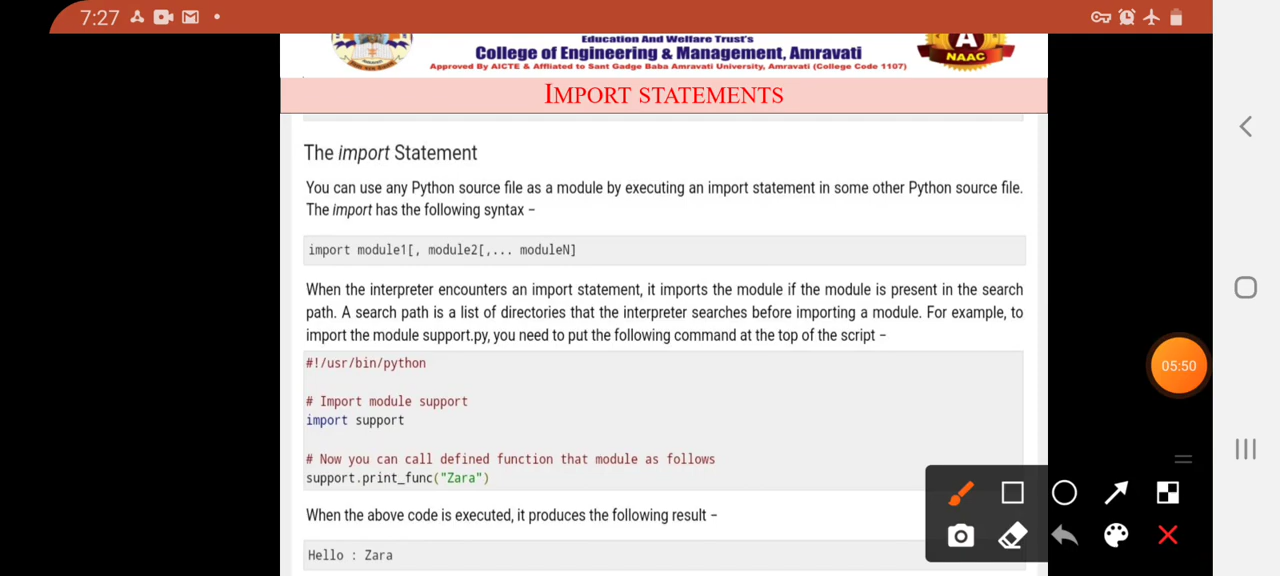 7:27
Education And Welfare Trust's
College of Engineering & Management, Amravati
Approved By AICTE & Affliated to Sant Gadge Baba Amravati University, Amravati (College Code 1107)
A
NAAC
IMPORT STATEMENTS
The import Statement
You can use any Python source file as a module by executing an import statement in some other Python source file.
The import has the following syntax −
import module1[, module2[,... moduleN]
When the interpreter encounters an import statement, it imports the module if the module is present in the search
path. A search path is a list of directories that the interpreter searches before importing a module. For example, to
import the module support.py, you need to put the following command at the top of the script −
#!/usr/bin/python
# Import module support
import support
# Now you can call defined function that module as follows
support.print_func("Zara")
When the above code is executed, it produces the following result −
Hello : Zara
05:50